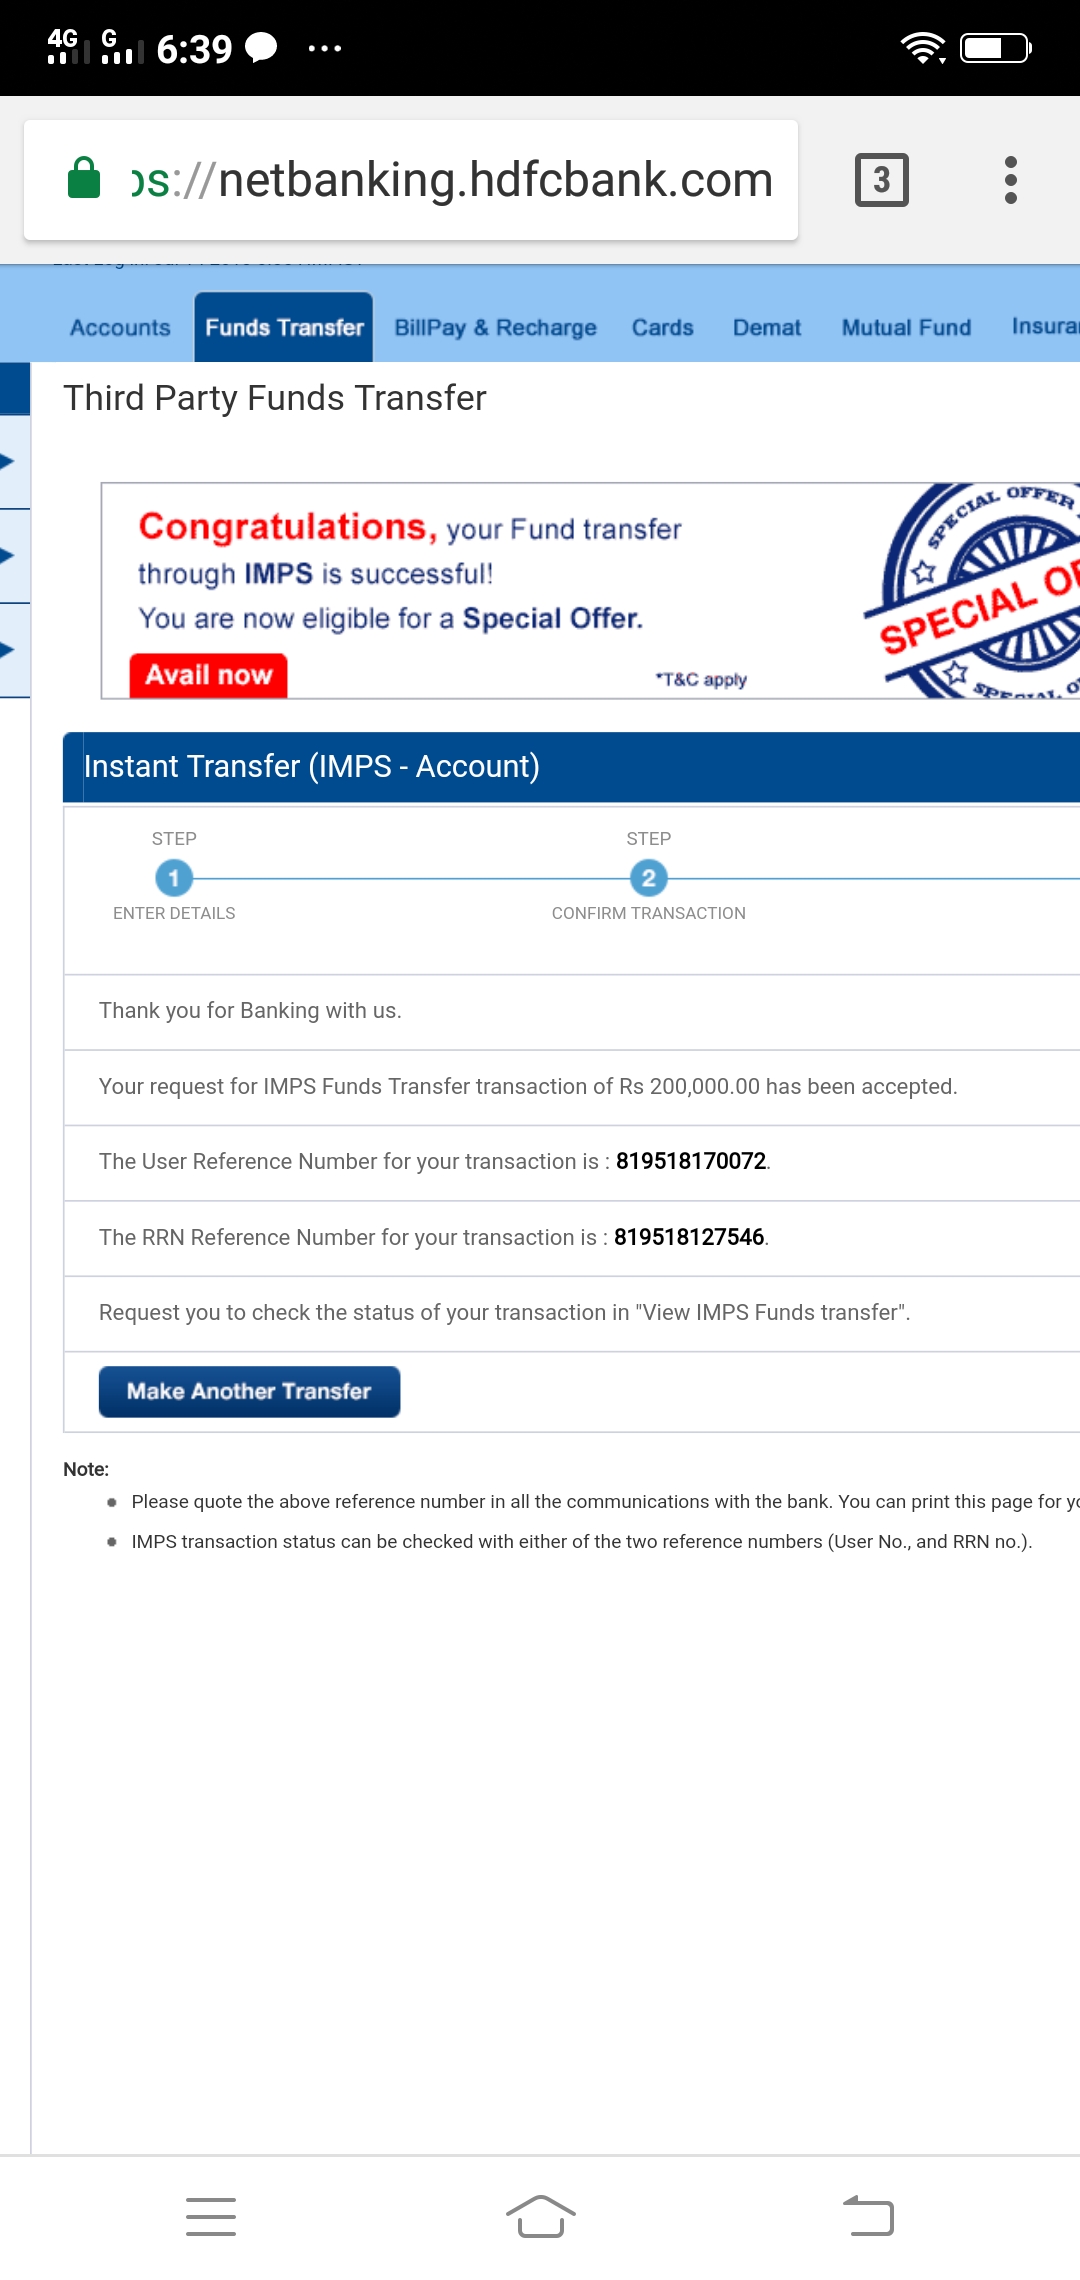 4G G 6:39
ps://netbanking.hdfcbank.com
3
Accounts Funds Transfer BillPay & Recharge Cards Demat Mutual Fund Insura
Third Party Funds Transfer
Congratulations, your Fund transfer
through IMPS is successful!
You are now eligible for a Special Offer.
Avail now
*T&C apply
SPECIAL OFFER
SPECIAL OF
SPECIAL O
Instant Transfer (IMPS - Account)
STEP STEP
1 2
ENTER DETAILS CONFIRM TRANSACTION
Thank you for Banking with us.
Your request for IMPS Funds Transfer transaction of Rs 200,000.00 has been accepted.
The User Reference Number for your transaction is : 819518170072.
The RRN Reference Number for your transaction is : 819518127546.
Request you to check the status of your transaction in "View IMPS Funds transfer".
Make Another Transfer
Note:
Please quote the above reference number in all the communications with the bank. You can print this page for yo
IMPS transaction status can be checked with either of the two reference numbers (User No., and RRN no.).